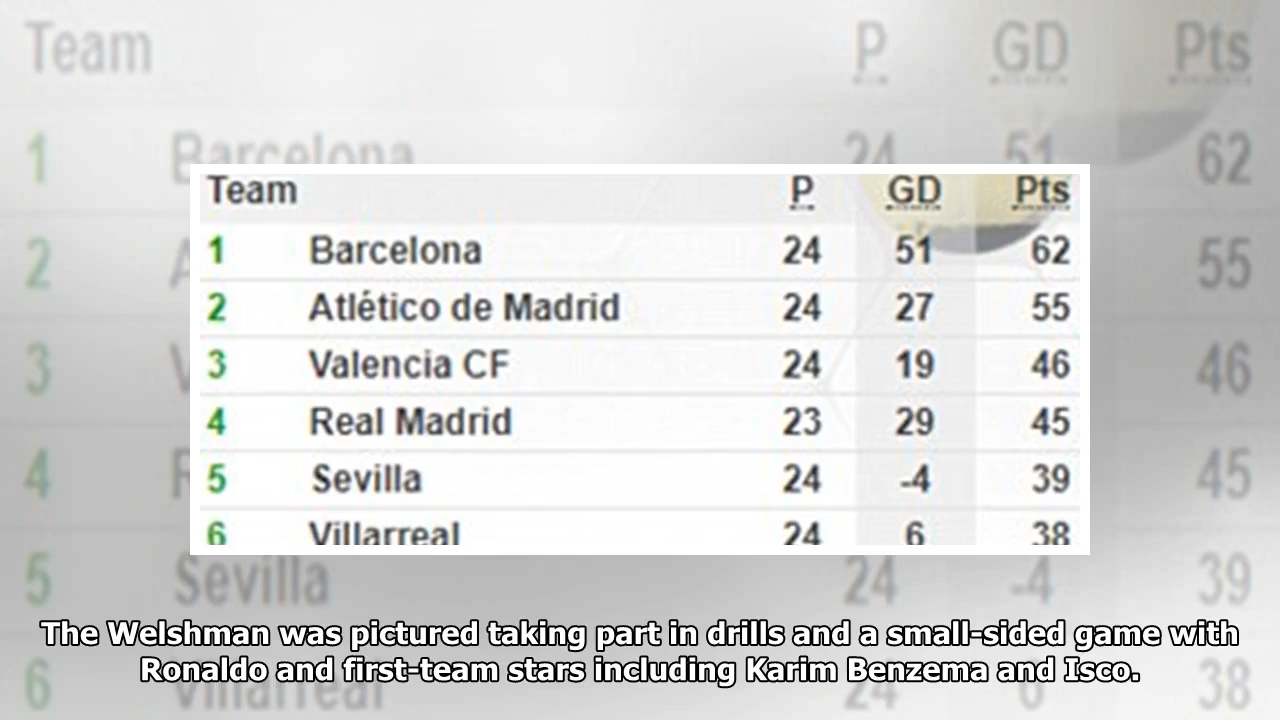 Team P GD Pts
1 Barcelona 24 51 62
2 Atlético de Madrid 24 27 55
3 Valencia CF 24 19 46
4 Real Madrid 23 29 45
5 Sevilla 24 -4 39
6 Villarreal 24 6 38
The Welshman was pictured taking part in drills and a small-sided game with
Ronaldo and first-team stars including Karim Benzema and Isco.